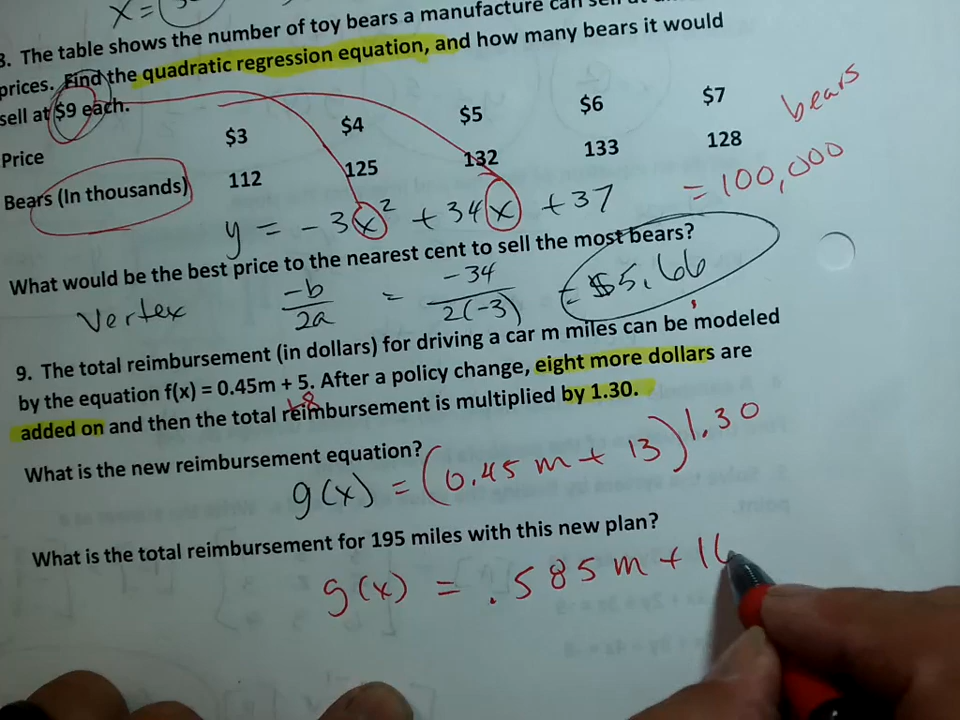 x =
3. The table shows the number of toy bears a manufacture can sell at
prices. Find the quadratic regression equation, and how many bears it would
sell at $9 each.
Price $3 $4 $5 $6 $7
Bears (In thousands) 112 125 132 133 128
bears
= 100,000
y = -3x² + 34x + 37
What would be the best price to the nearest cent to sell the most bears?
Vertex -b/2a = -34/2(-3) = $5.66
9. The total reimbursement (in dollars) for driving a car m miles can be modeled
by the equation f(x) = 0.45m + 5. After a policy change, eight more dollars are
+8
added on and then the total reimbursement is multiplied by 1.30.
What is the new reimbursement equation?
g(x) = (0.45m + 13)1.30
What is the total reimbursement for 195 miles with this new plan?
g(x) = .585m + 16